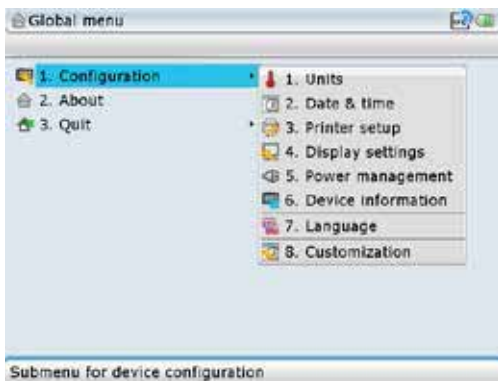 Global menu
1. Configuration
2. About
3. Quit
1. Units
2. Date & time
3. Printer setup
4. Display settings
5. Power management
6. Device information
7. Language
8. Customization
Submenu for device configuration